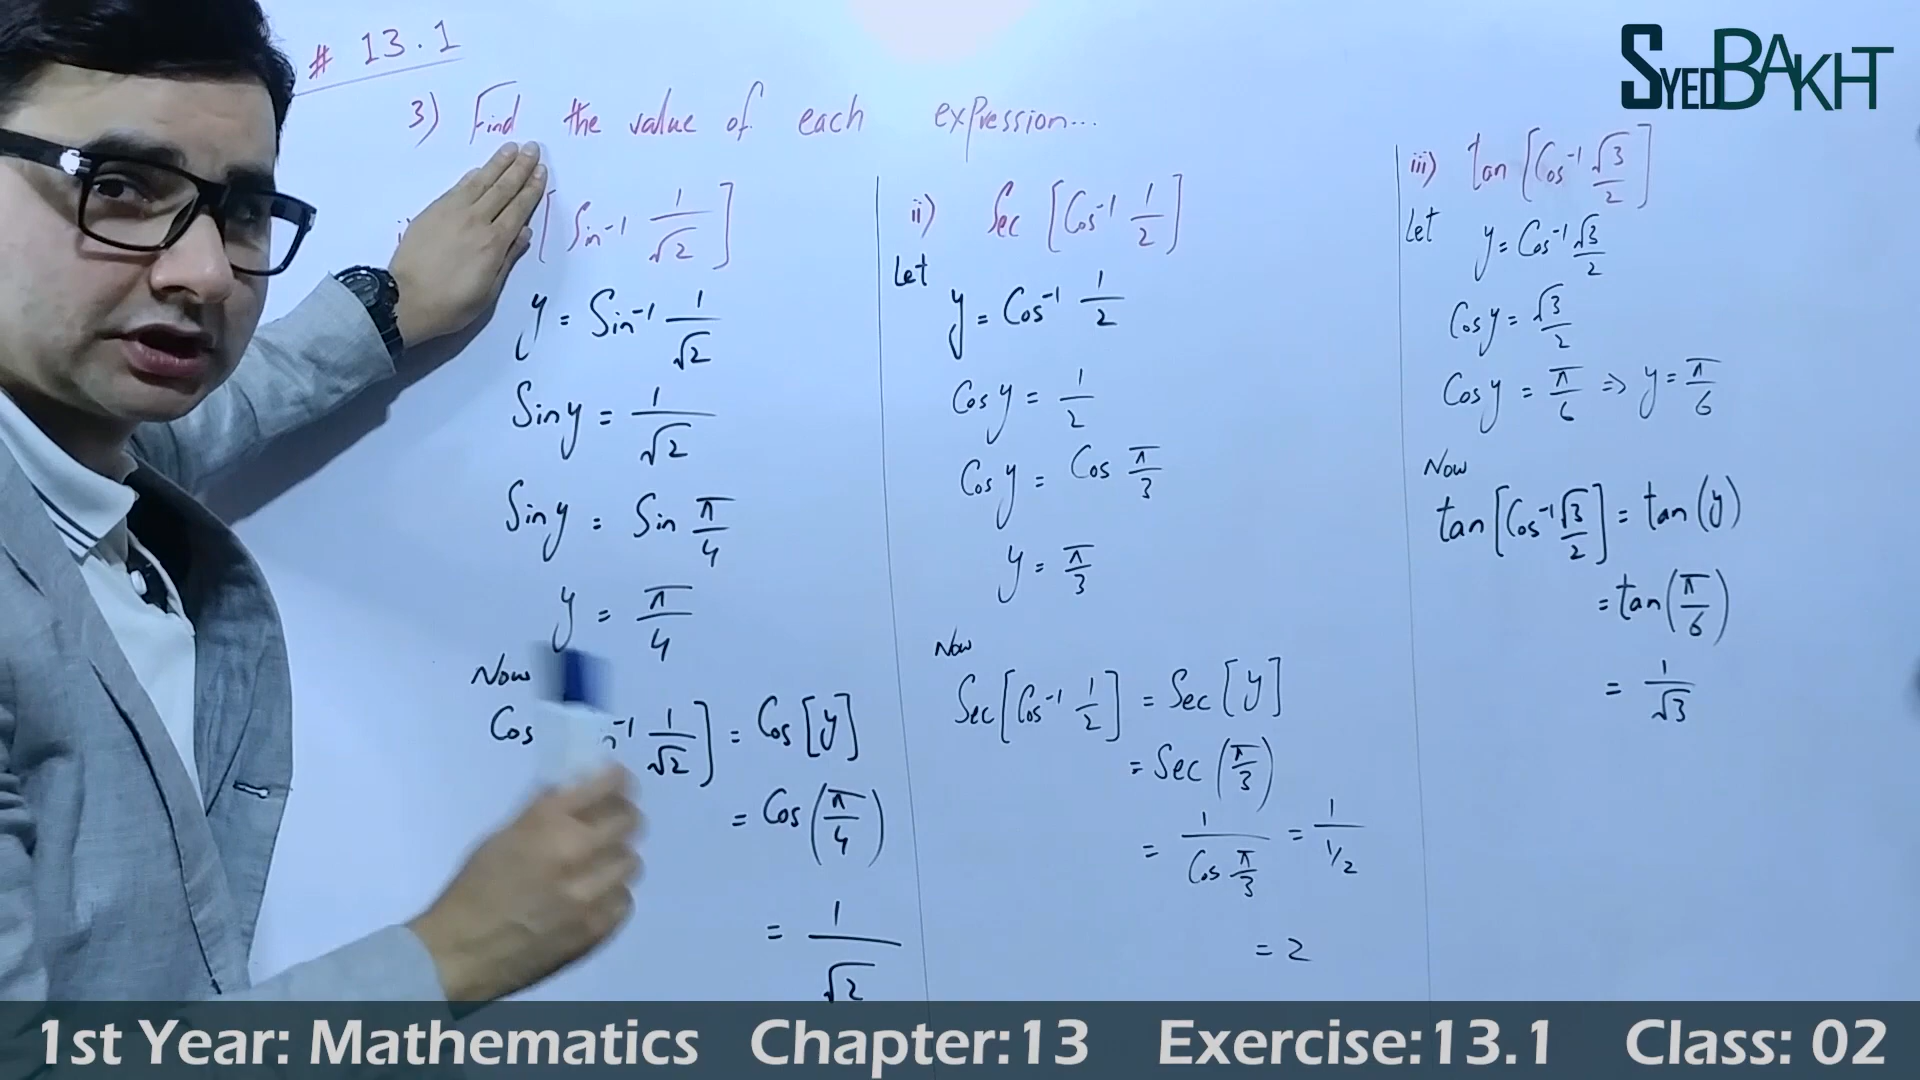 # 13.1
3) Find the value of each expression...
i) [Sin⁻¹ 1/√2]
y = Sin⁻¹ 1/√2
Sin y = 1/√2
Sin y = Sin π/4
y = π/4
Now
Cos n⁻¹ 1/√2] = Cos [y]
= Cos (π/4)
= 1/√2
ii) Sec [Cos⁻¹ 1/2]
Let y = Cos⁻¹ 1/2
Cos y = 1/2
Cos y = Cos π/3
y = π/3
Now
Sec [Cos⁻¹ 1/2] = Sec [y]
= Sec (π/3)
= 1/(Cos π/3) = 1/(1/2)
= 2
iii) tan [Cos⁻¹ √3/2]
Let y = Cos⁻¹ √3/2
Cos y = √3/2
Cos y = π/6 ⇒ y = π/6
Now
tan [Cos⁻¹ √3/2] = tan (y)
= tan (π/6)
= 1/√3
SYEDBAKHT
1st Year: Mathematics Chapter:13 Exercise:13.1 Class: 02